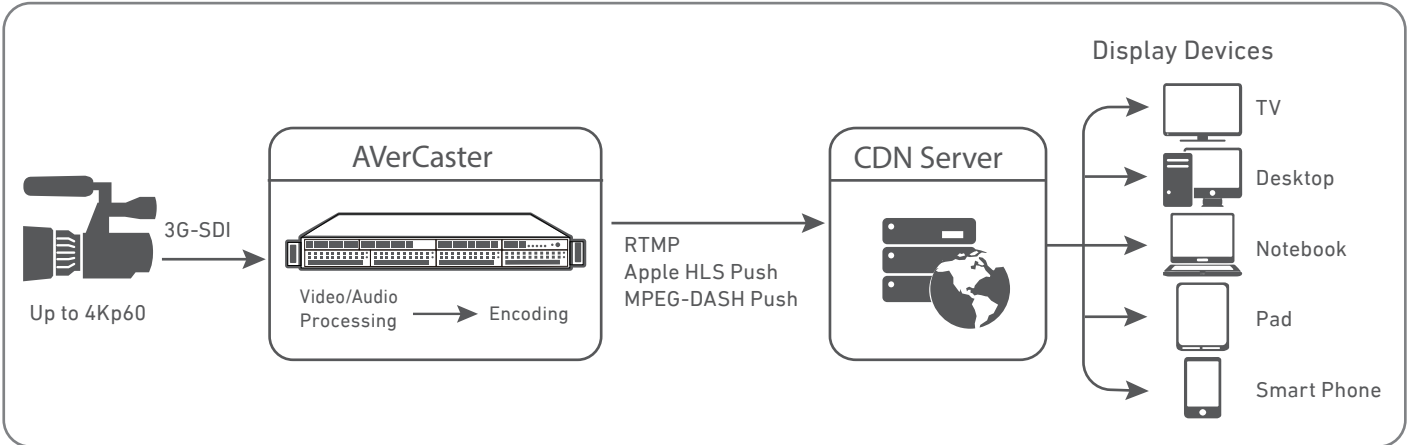 Display Devices
AVerCaster
CDN Server
TV
Desktop
Notebook
Pad
Smart Phone
3G-SDI
Up to 4Kp60
Video/Audio
Processing
Encoding
RTMP
Apple HLS Push
MPEG-DASH Push